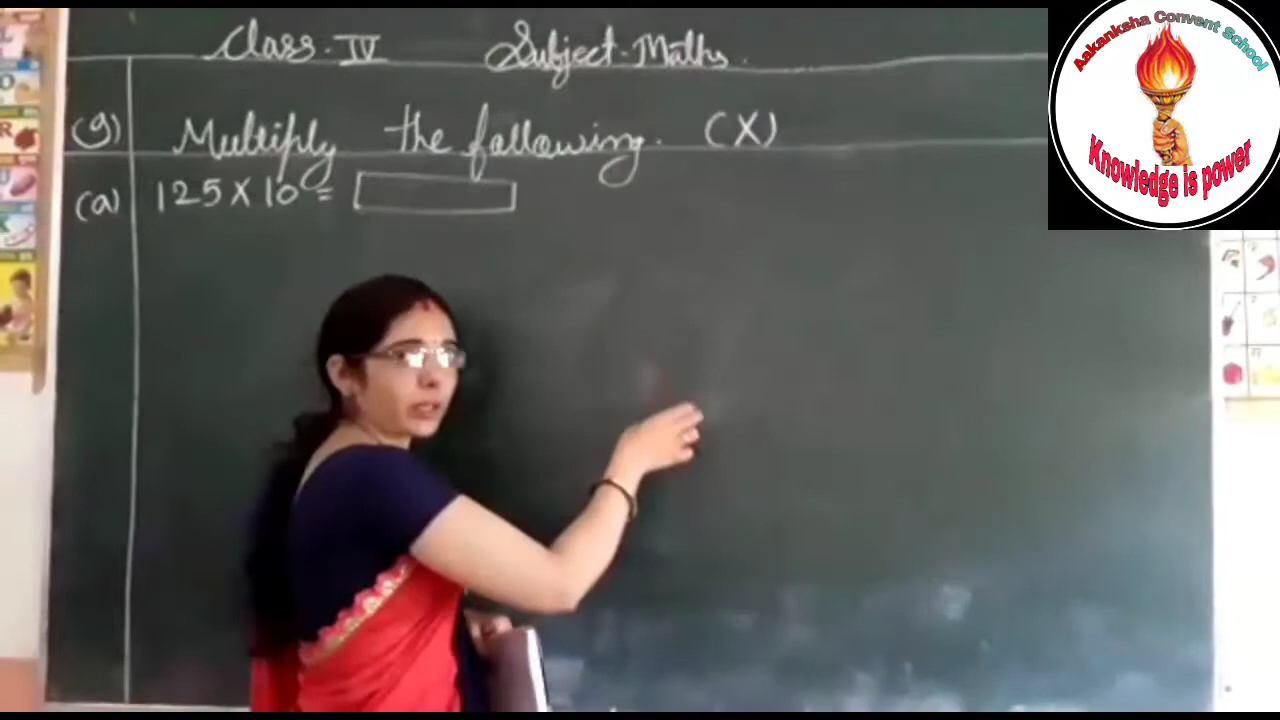 Class-IV Subject-Maths.
Aakanksha Convent School
(9) Multiply the following. (X)
Knowledge is power
(a) 125 X 10 =